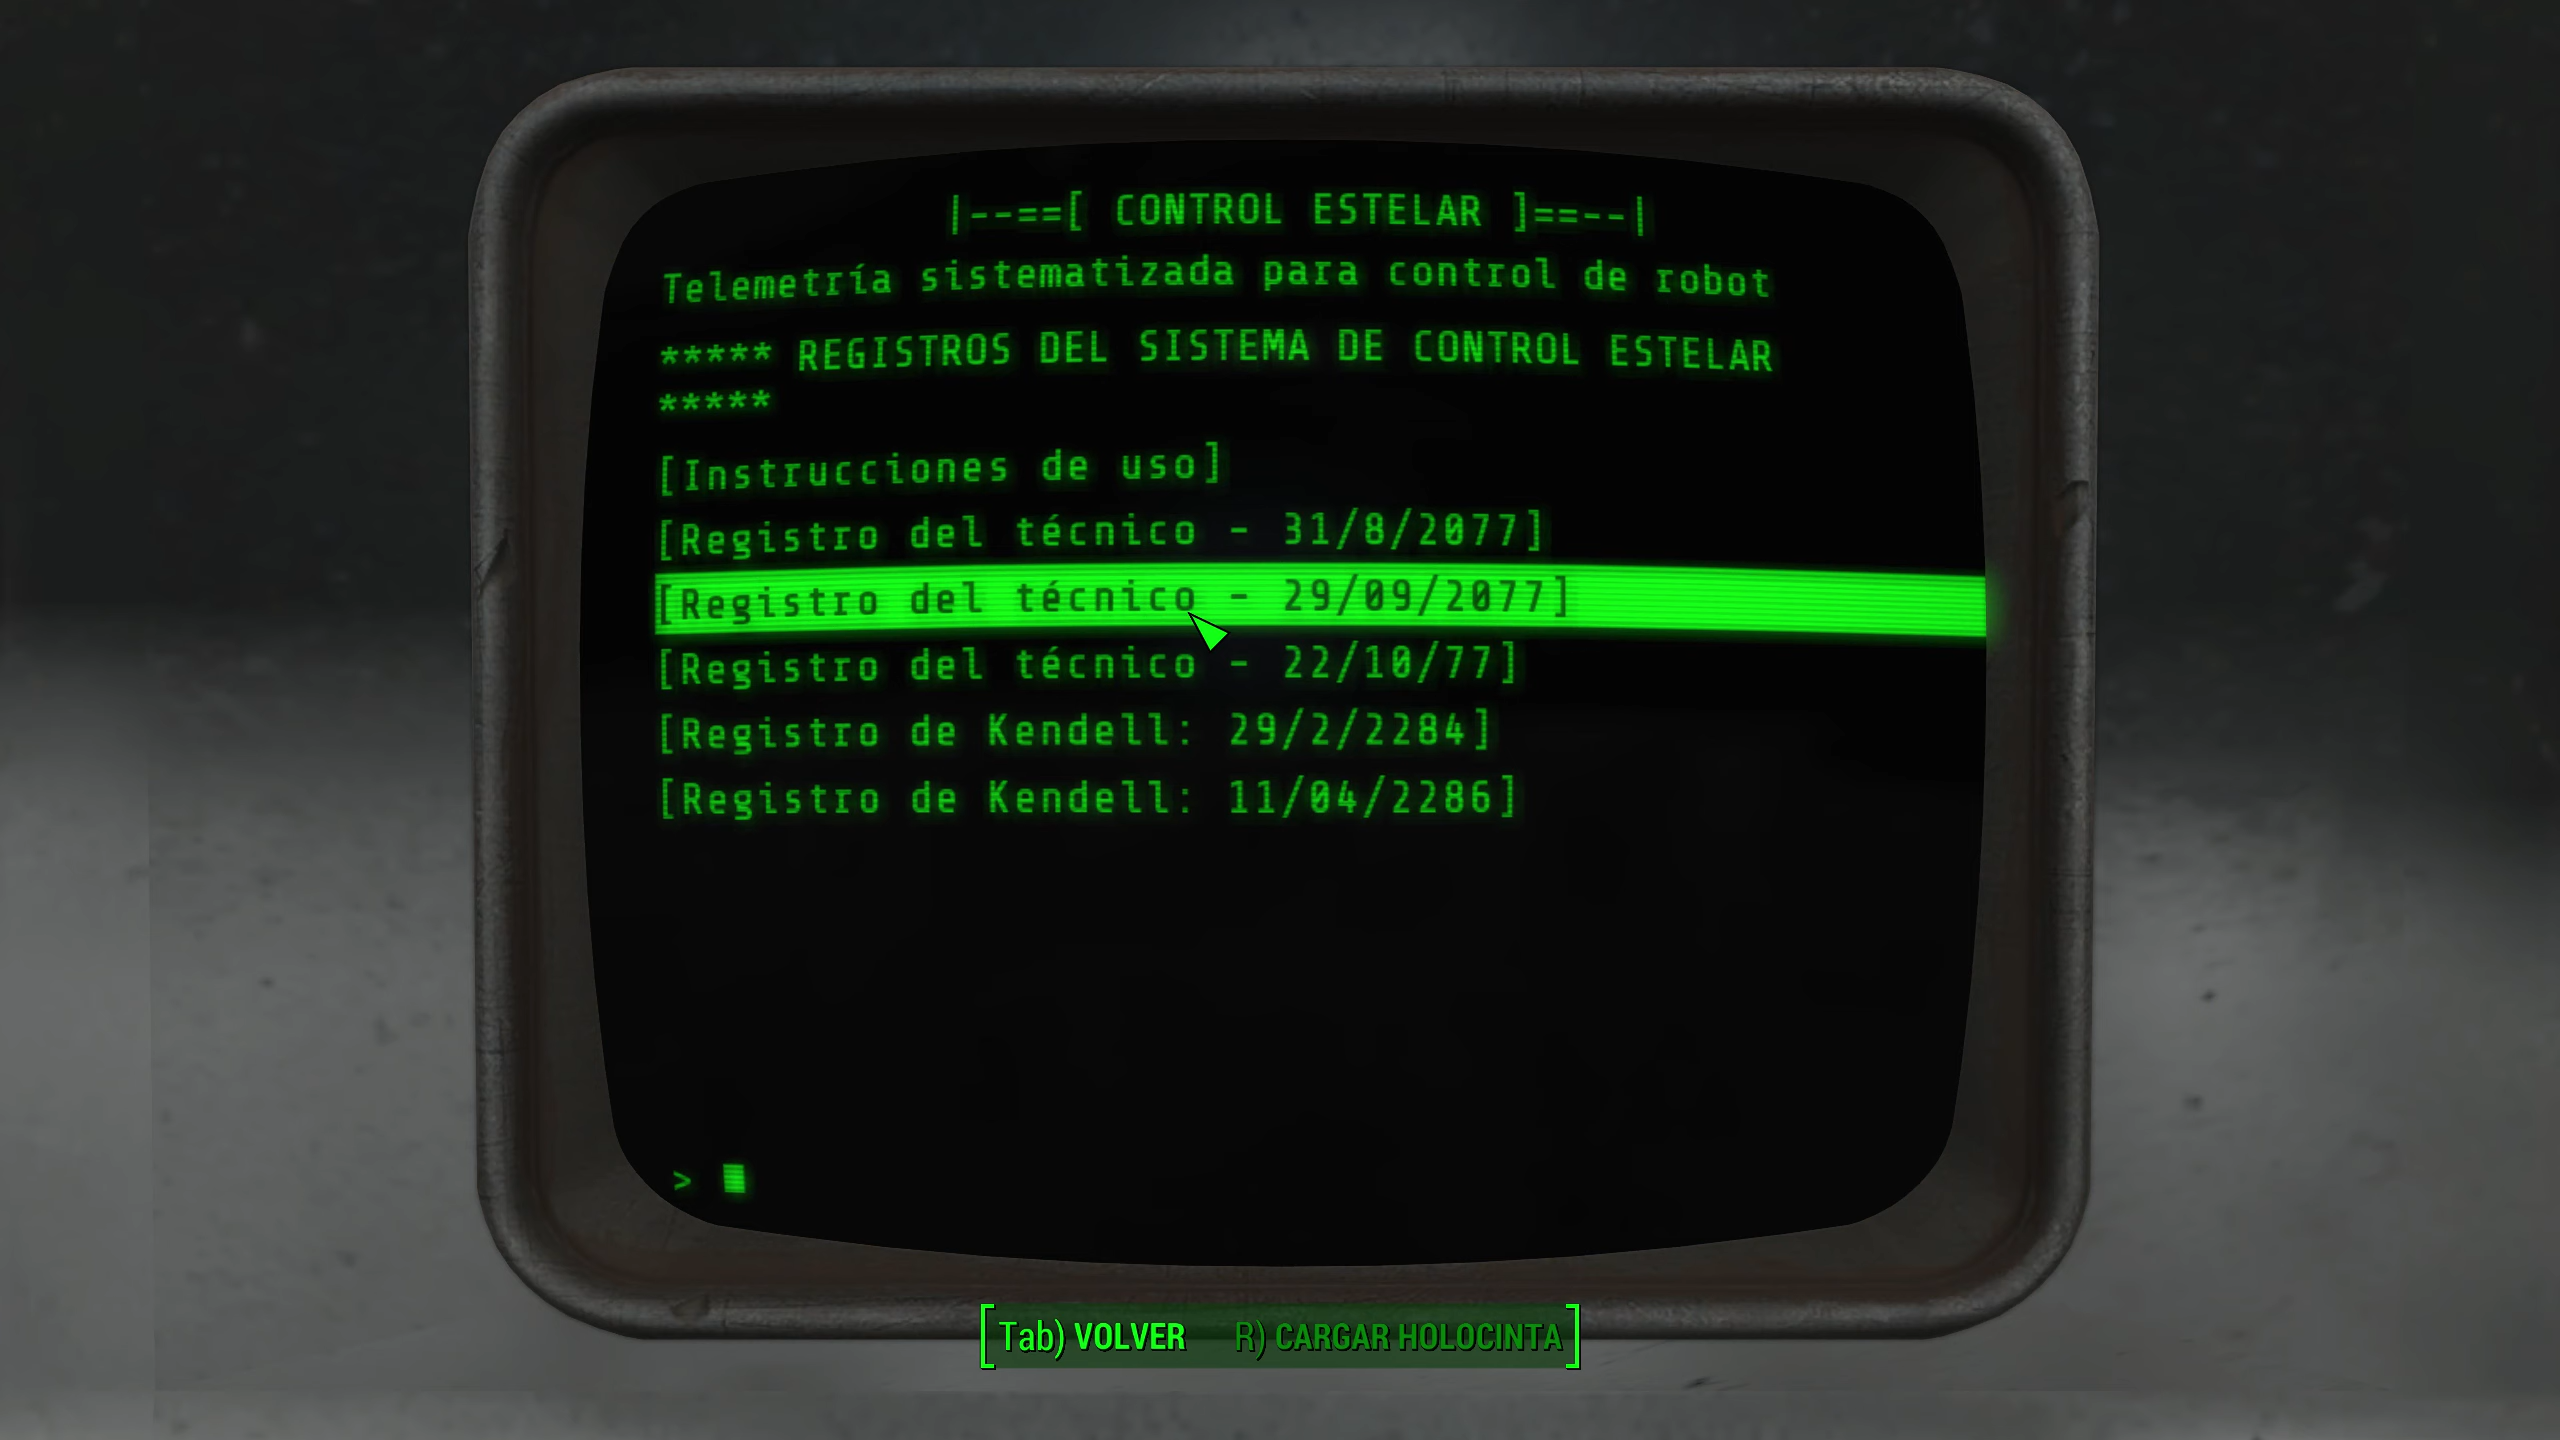 |--==[ CONTROL ESTELAR ]==--|
Telemetría sistematizada para control de robot
***** REGISTROS DEL SISTEMA DE CONTROL ESTELAR
*****
[Instrucciones de uso]
[Registro del técnico - 31/8/2077]
[Registro del técnico - 29/09/2077]
[Registro del técnico - 22/10/77]
[Registro de Kendell: 29/2/2284]
[Registro de Kendell: 11/04/2286]
>
[Tab) VOLVER R) CARGAR HOLOCINTA]